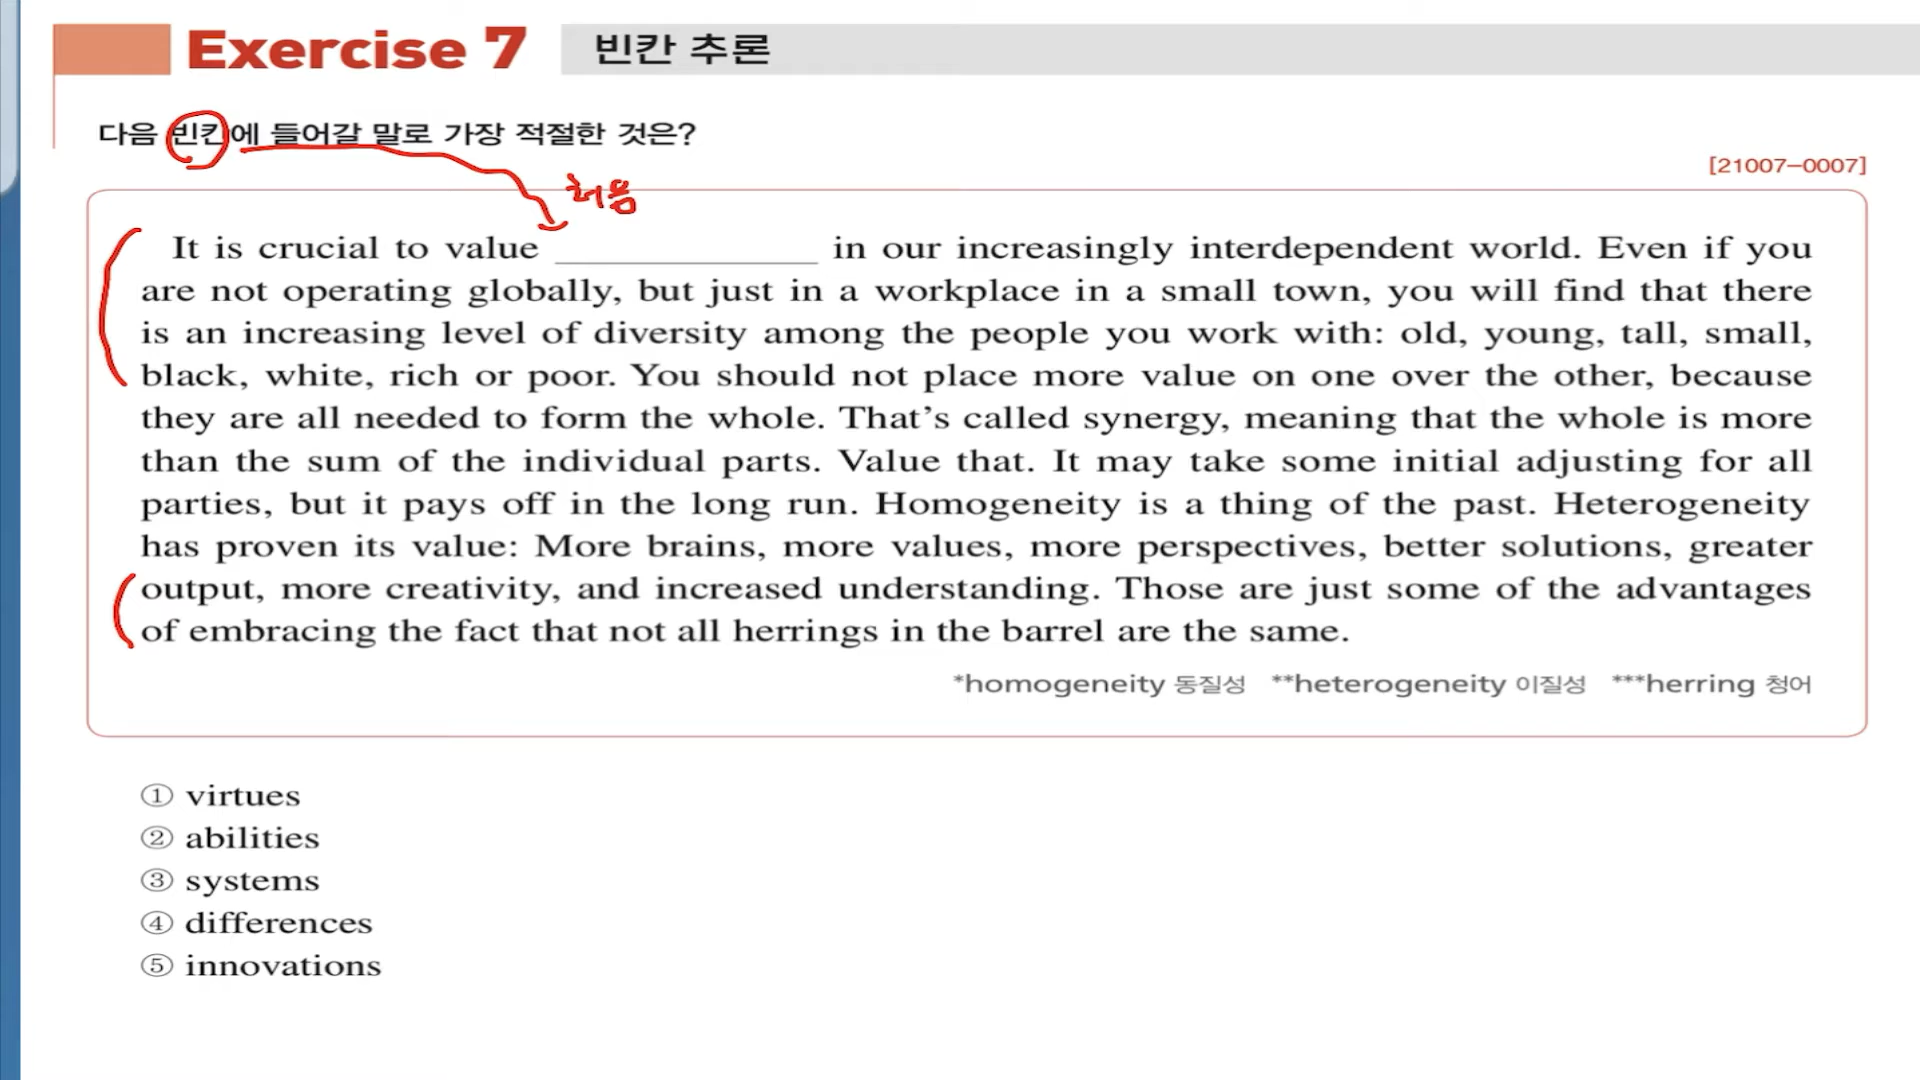 Exercise 7 빈칸 추론
다음 빈칸에 들어갈 말로 가장 적절한 것은?
[21007-0007]
처음
It is crucial to value ______________ in our increasingly interdependent world. Even if you
are not operating globally, but just in a workplace in a small town, you will find that there
is an increasing level of diversity among the people you work with: old, young, tall, small,
black, white, rich or poor. You should not place more value on one over the other, because
they are all needed to form the whole. That's called synergy, meaning that the whole is more
than the sum of the individual parts. Value that. It may take some initial adjusting for all
parties, but it pays off in the long run. Homogeneity is a thing of the past. Heterogeneity
has proven its value: More brains, more values, more perspectives, better solutions, greater
output, more creativity, and increased understanding. Those are just some of the advantages
of embracing the fact that not all herrings in the barrel are the same.
*homogeneity 동질성 **heterogeneity 이질성 ***herring 청어
① virtues
② abilities
③ systems
④ differences
⑤ innovations